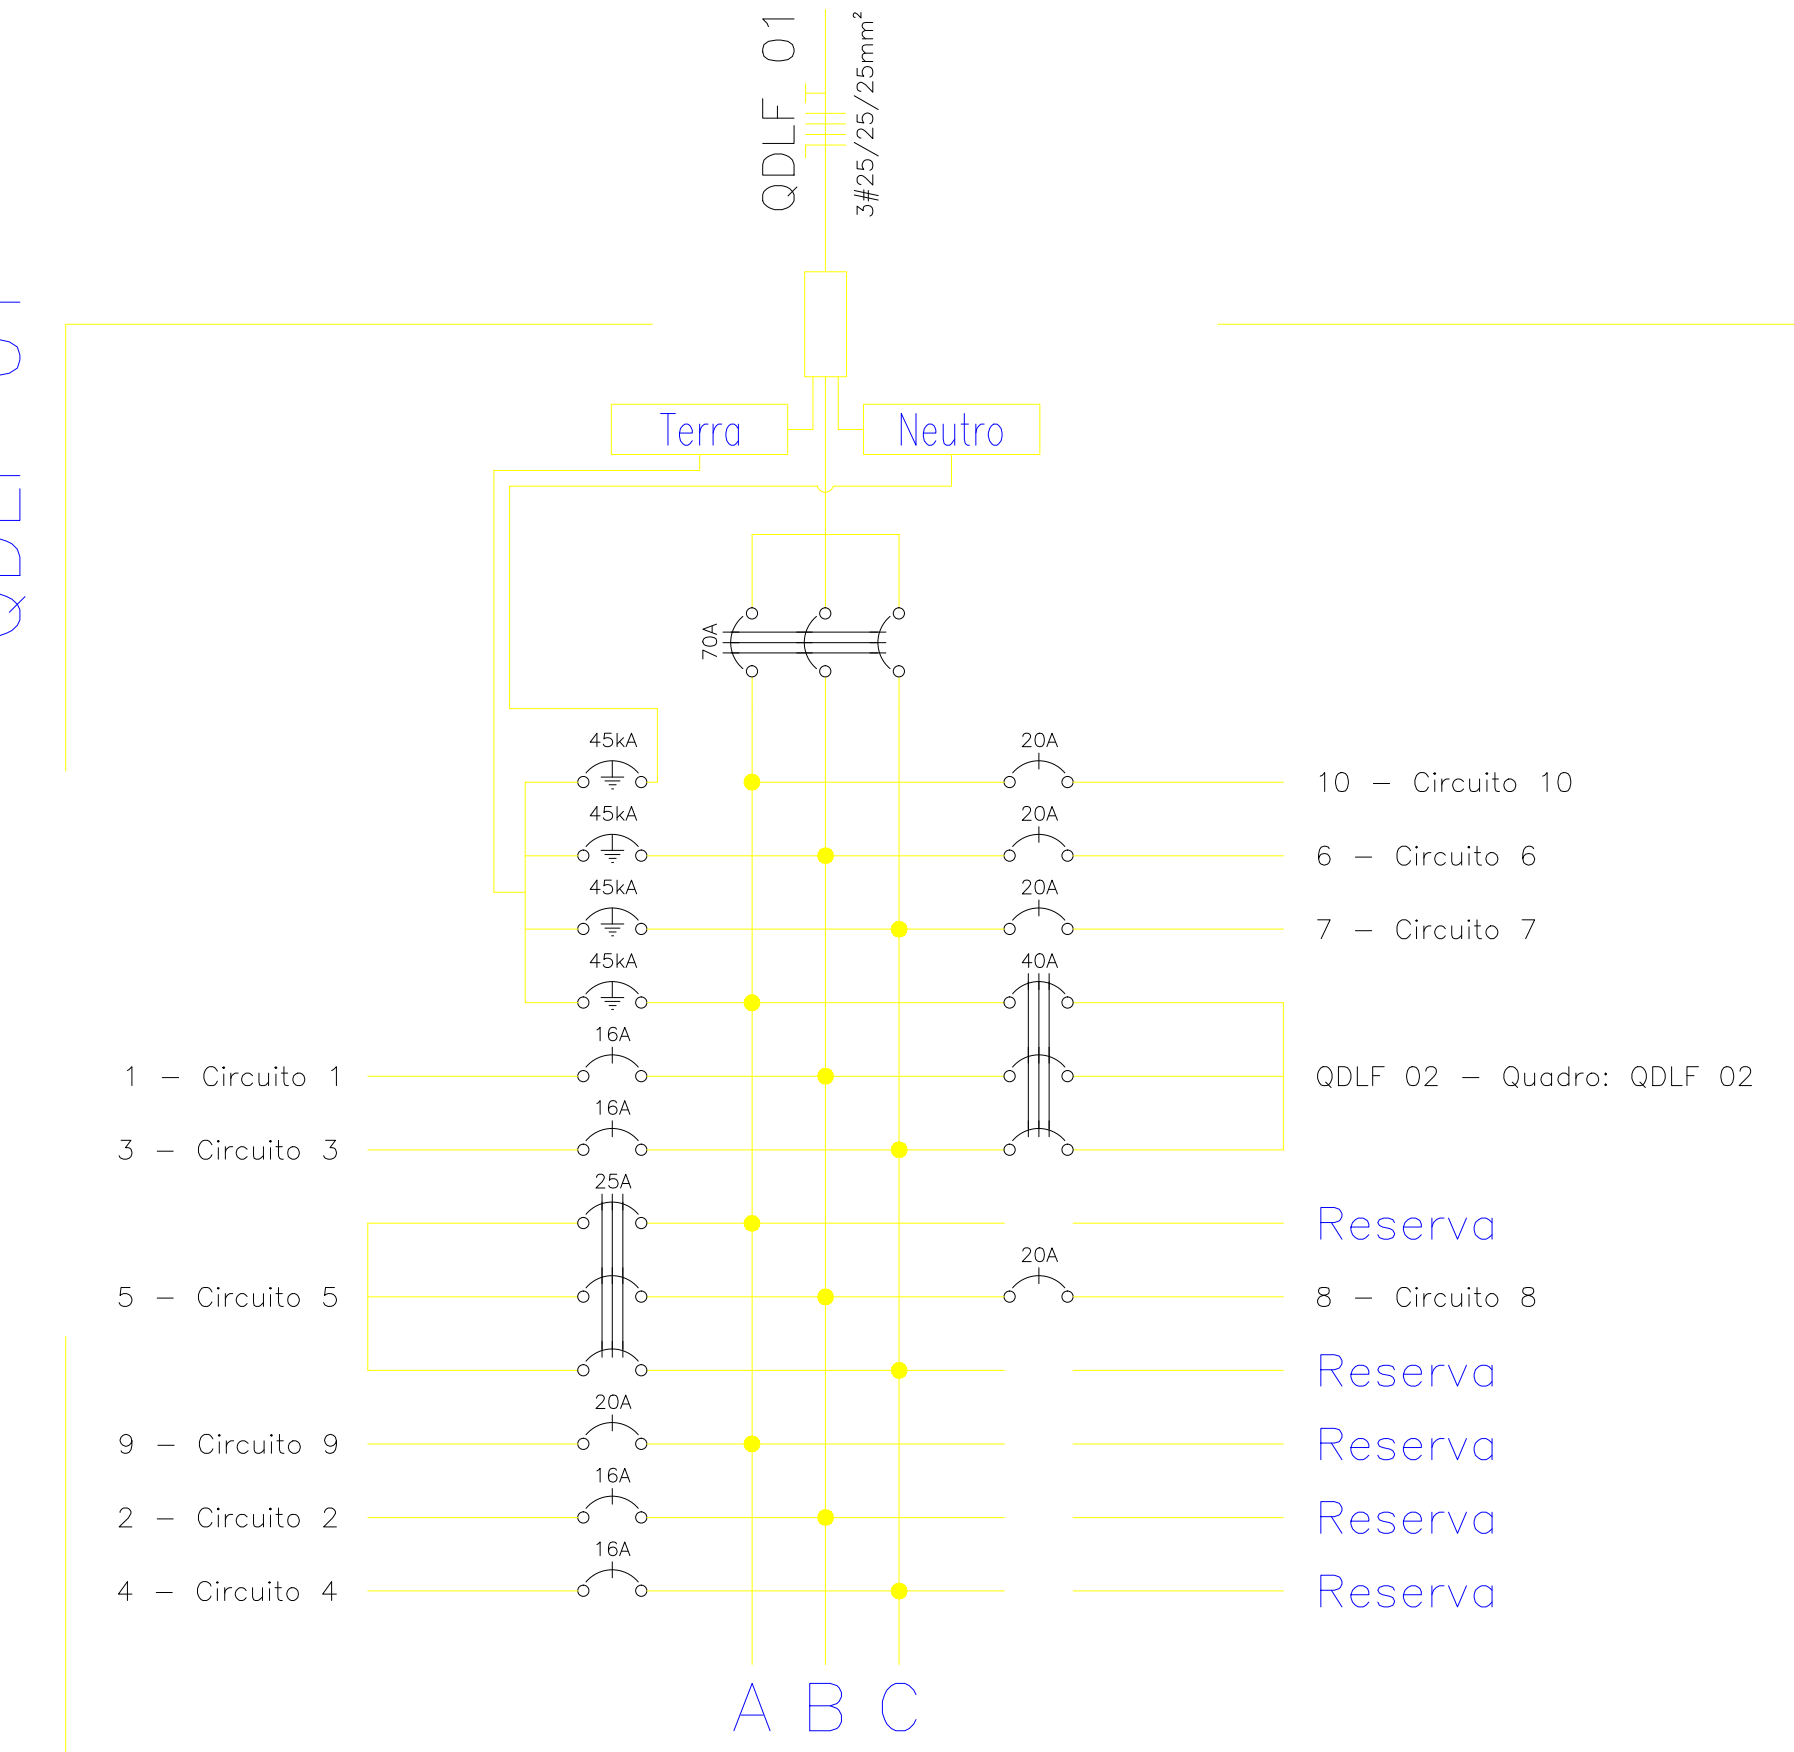 QDLF 01
3#25/25/25mm²
QDLF 01
Terra
Neutro
70A
45kA
20A
10 - Circuito 10
45kA
20A
6 - Circuito 6
45kA
20A
7 - Circuito 7
45kA
40A
16A
1 - Circuito 1
QDLF 02 - Quadro: QDLF 02
16A
3 - Circuito 3
25A
Reserva
20A
5 - Circuito 5
8 - Circuito 8
Reserva
20A
9 - Circuito 9
Reserva
16A
2 - Circuito 2
Reserva
16A
4 - Circuito 4
Reserva
A B C